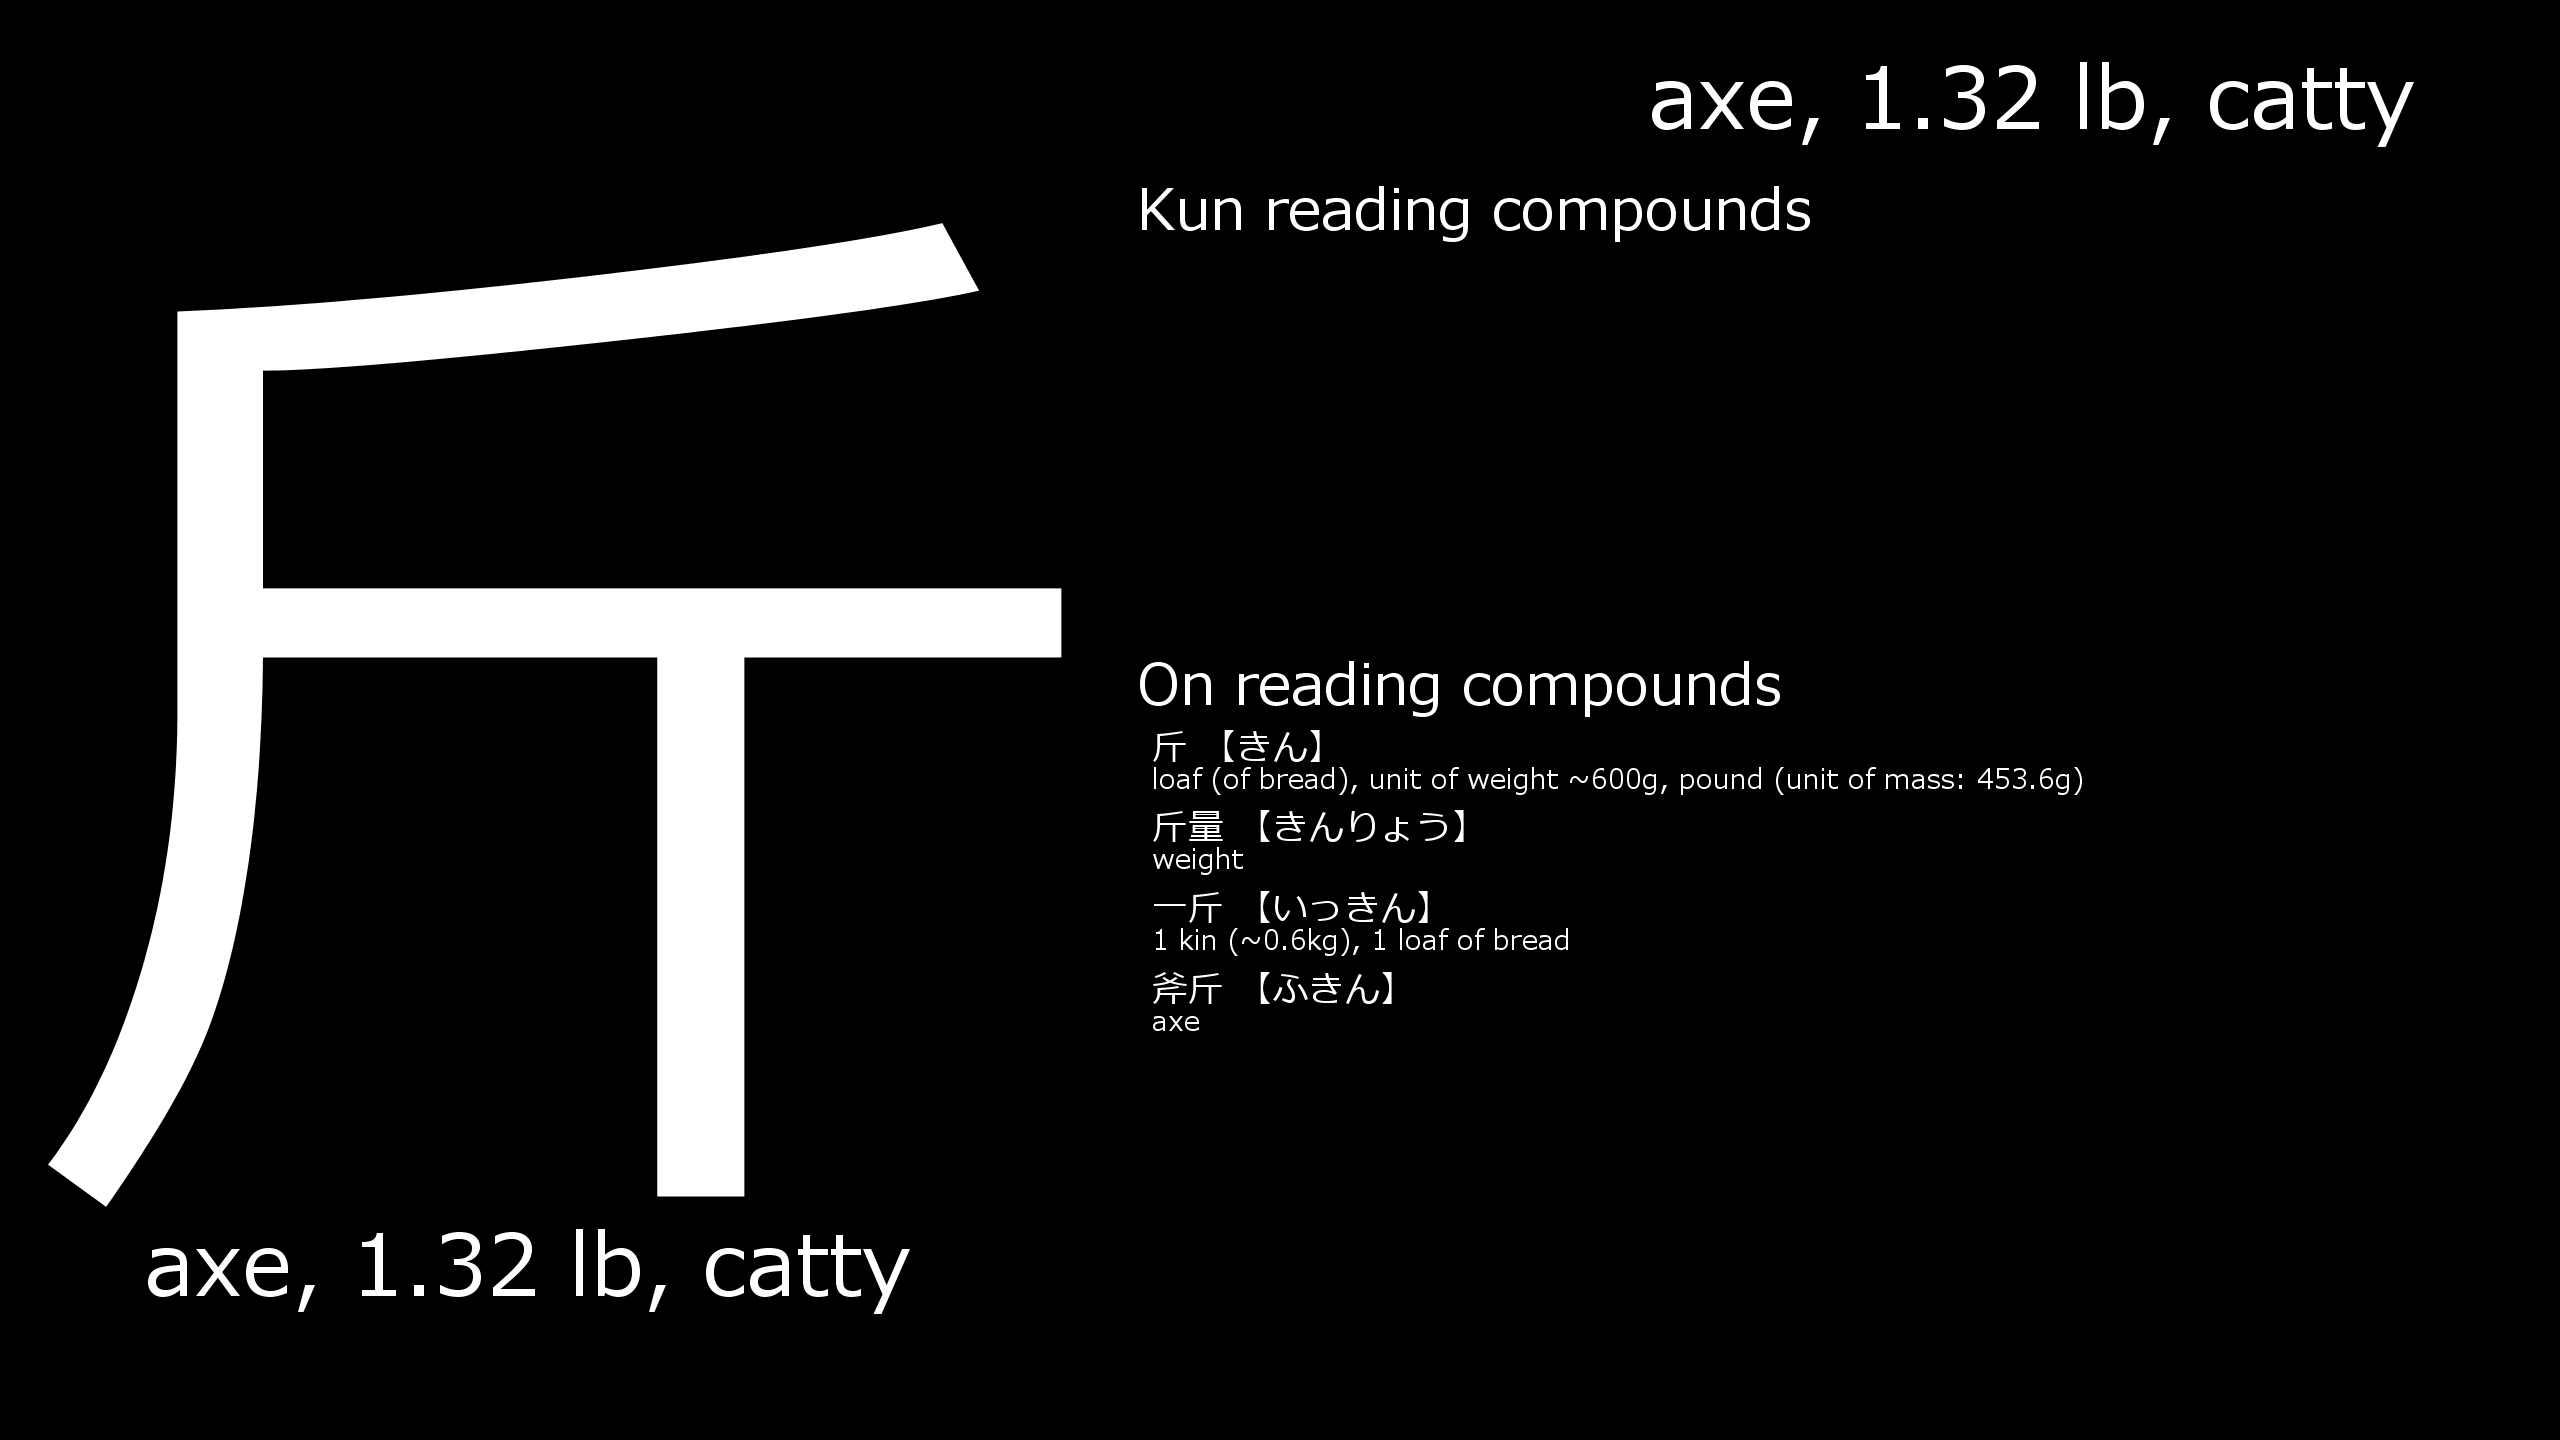 axe, 1.32 lb, catty
斤
axe, 1.32 lb, catty
Kun reading compounds
On reading compounds
斤 【きん】
loaf (of bread), unit of weight ~600g, pound (unit of mass: 453.6g)
斤量 【きんりょう】
weight
一斤 【いっきん】
1 kin (~0.6kg), 1 loaf of bread
斧斤 【ふきん】
axe